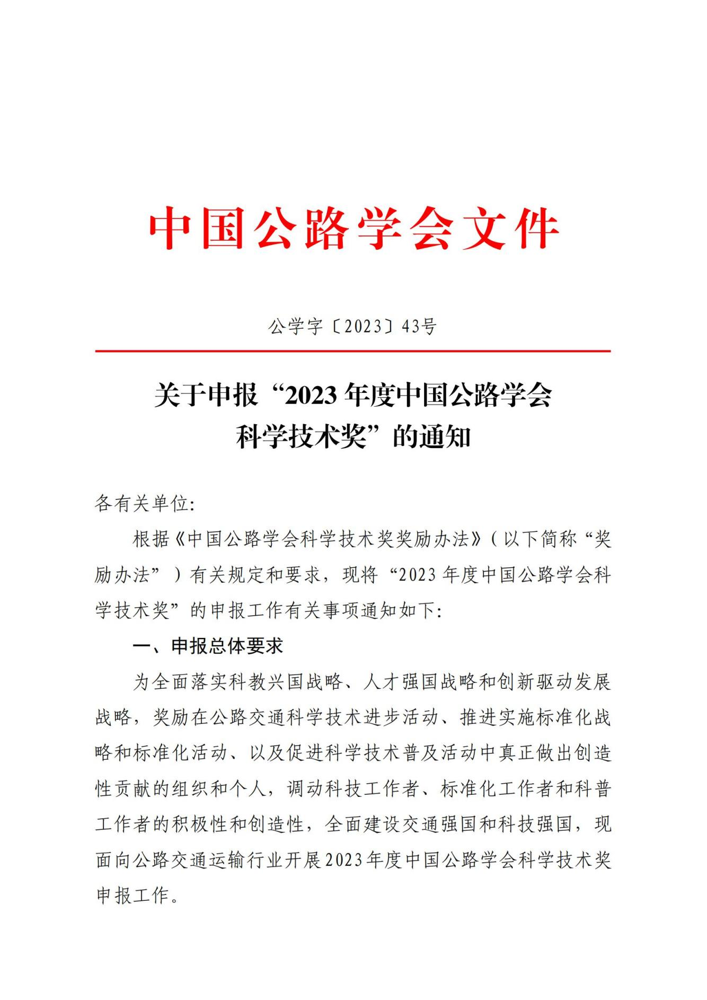 中国公路学会文件
公学字〔2023〕43号
关于申报“2023 年度中国公路学会
科学技术奖”的通知
各有关单位:
根据《中国公路学会科学技术奖奖励办法》(以下简称“奖
励办法”)有关规定和要求，现将“2023 年度中国公路学会科
学技术奖”的申报工作有关事项通知如下:
一、申报总体要求
为全面落实科教兴国战略、人才强国战略和创新驱动发展
战略，奖励在公路交通科学技术进步活动、推进实施标准化战
略和标准化活动、以及促进科学技术普及活动中真正做出创造
性贡献的组织和个人，调动科技工作者、标准化工作者和科普
工作者的积极性和创造性，全面建设交通强国和科技强国，现
面向公路交通运输行业开展2023年度中国公路学会科学技术奖
申报工作。